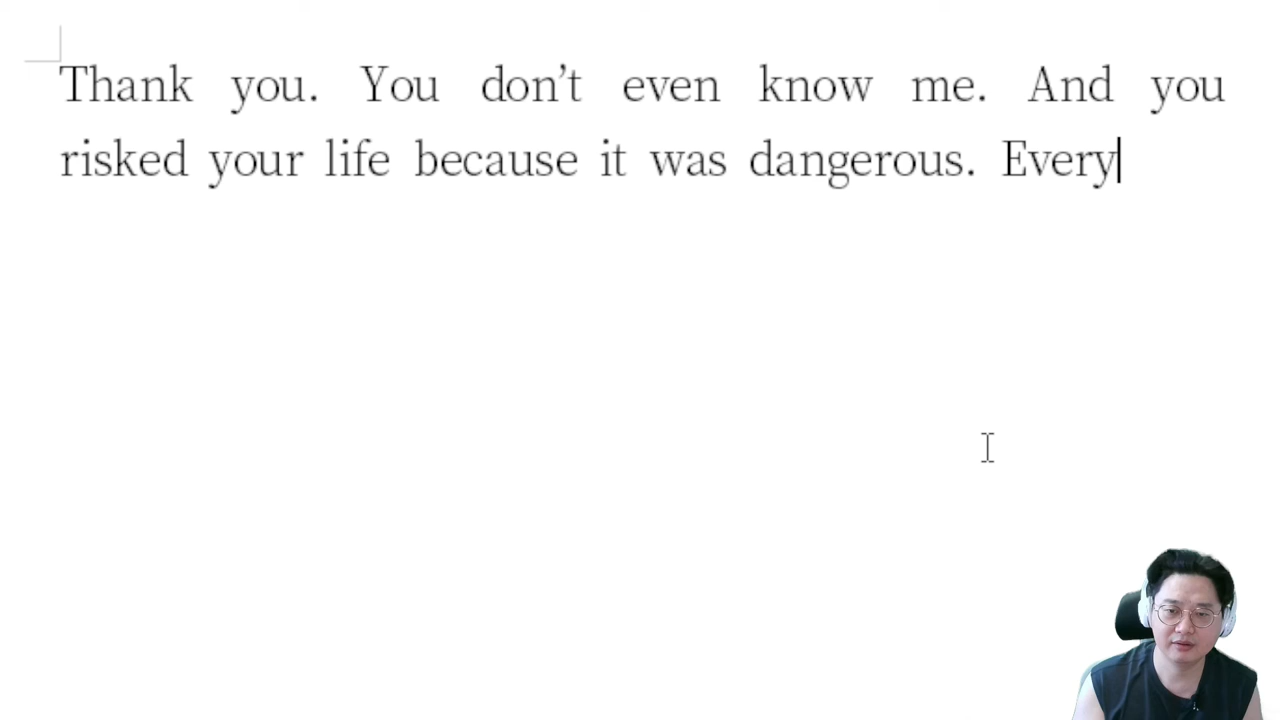 Thank you. You don’t even know me. And you
risked your life because it was dangerous. Every